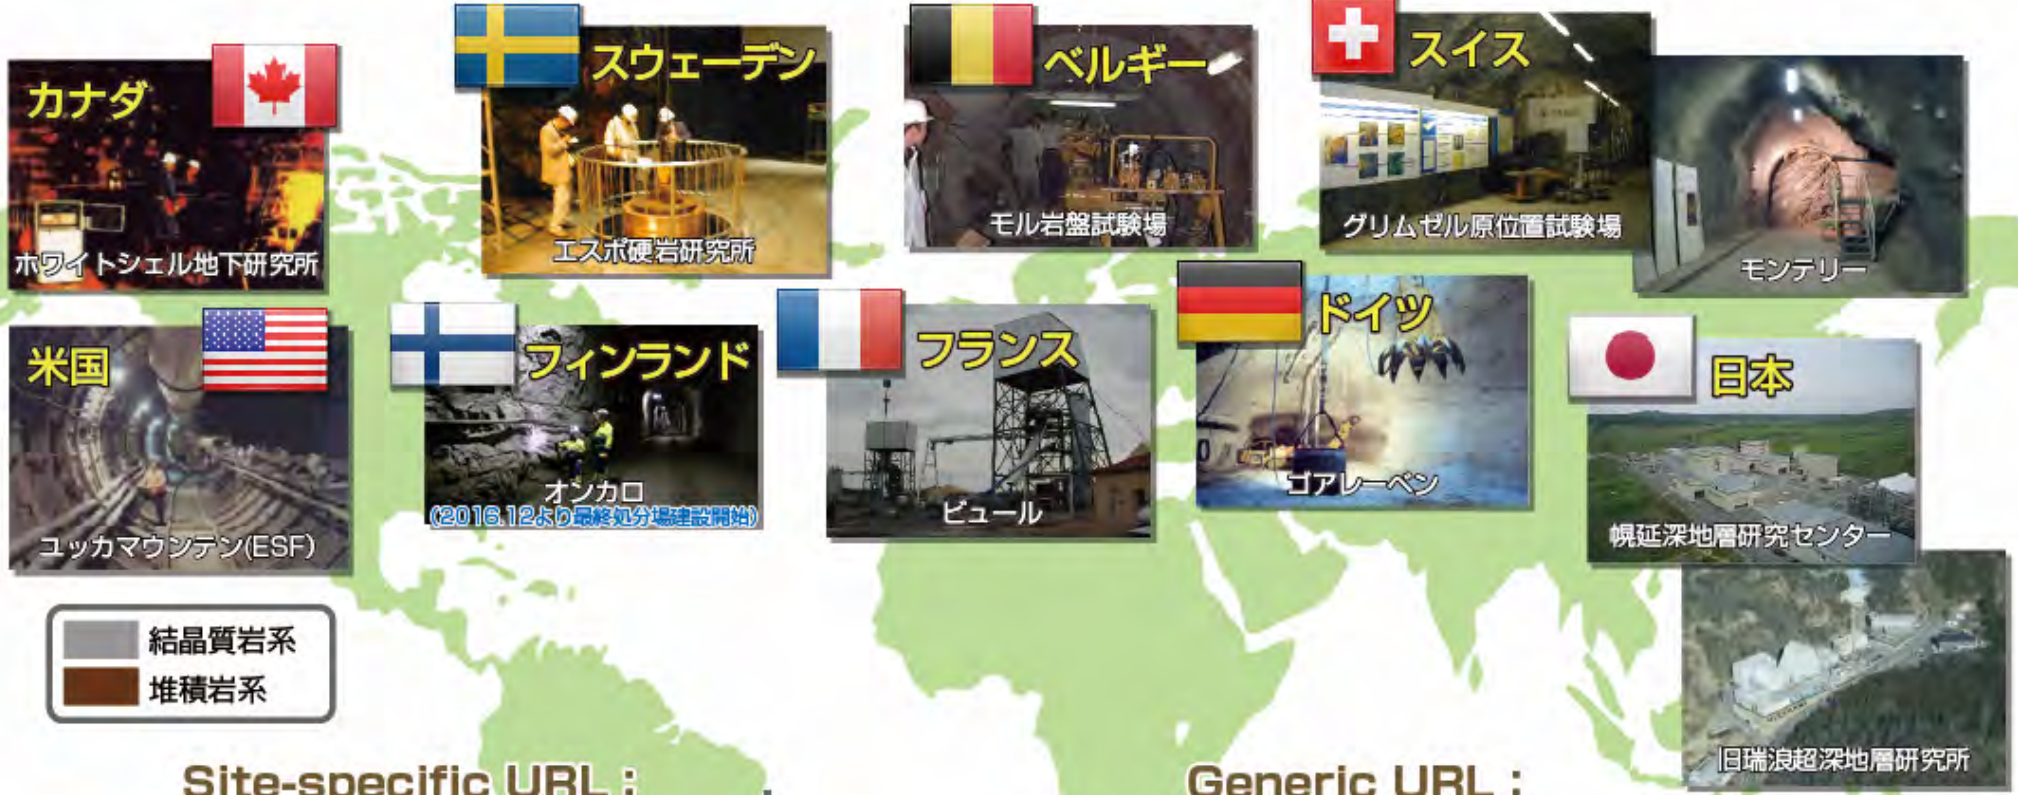 カナダ
ホワイトシェル地下研究所
スウェーデン
エスポ硬岩研究所
ベルギー
モル岩盤試験場
スイス
グリムゼル原位置試験場
モンテリー
米国
ユッカマウンテン(ESF)
フィンランド
オンカロ
(2016.12より最終処分場建設開始)
フランス
ビュール
ドイツ
ゴアレーベン
日本
幌延深地層研究センター
旧瑞浪超深地層研究所
結晶質岩系
堆積岩系
Site-specific URL：
Generic URL：